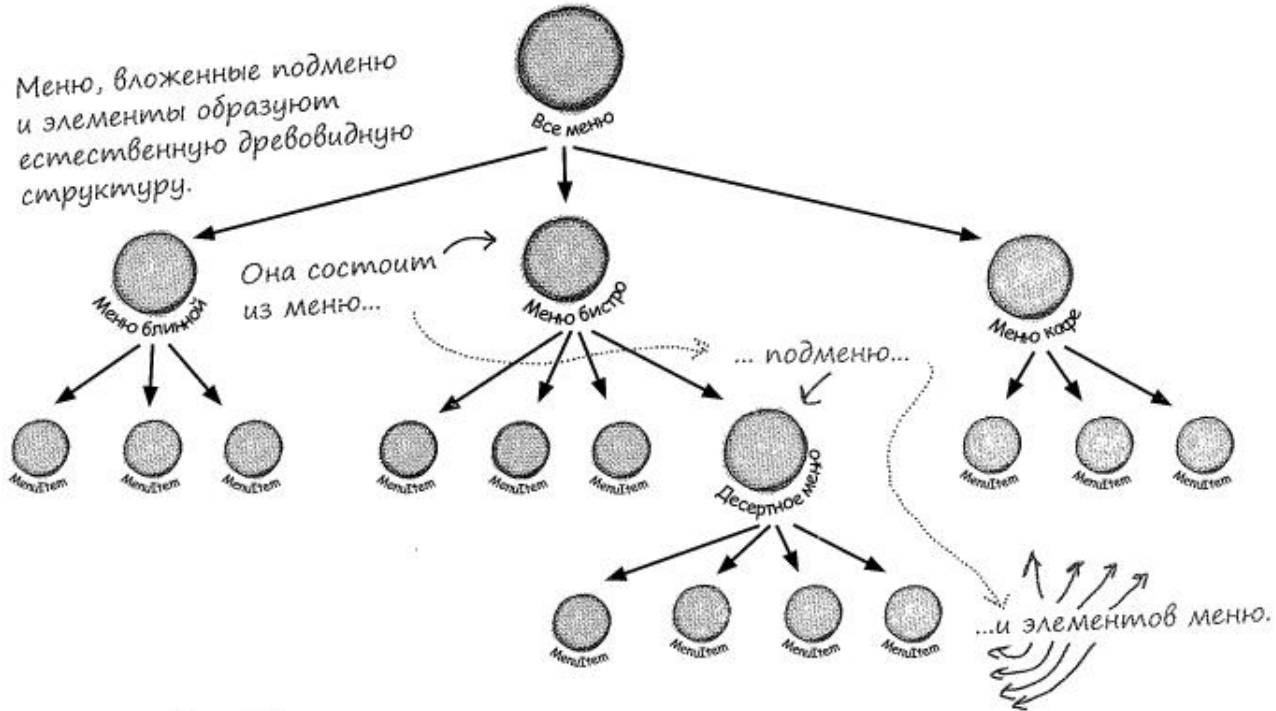 Меню, вложенные подменю
и элементы образуют
естественную древовидную
структуру.
Все меню
Она состоит
из меню...
Меню блинной
Меню бистро
Меню кафе
... подменю...
MenuItem
MenuItem
MenuItem
MenuItem
MenuItem
MenuItem
Десертное меню
MenuItem
MenuItem
MenuItem
MenuItem
MenuItem
MenuItem
MenuItem
...и элементов меню.